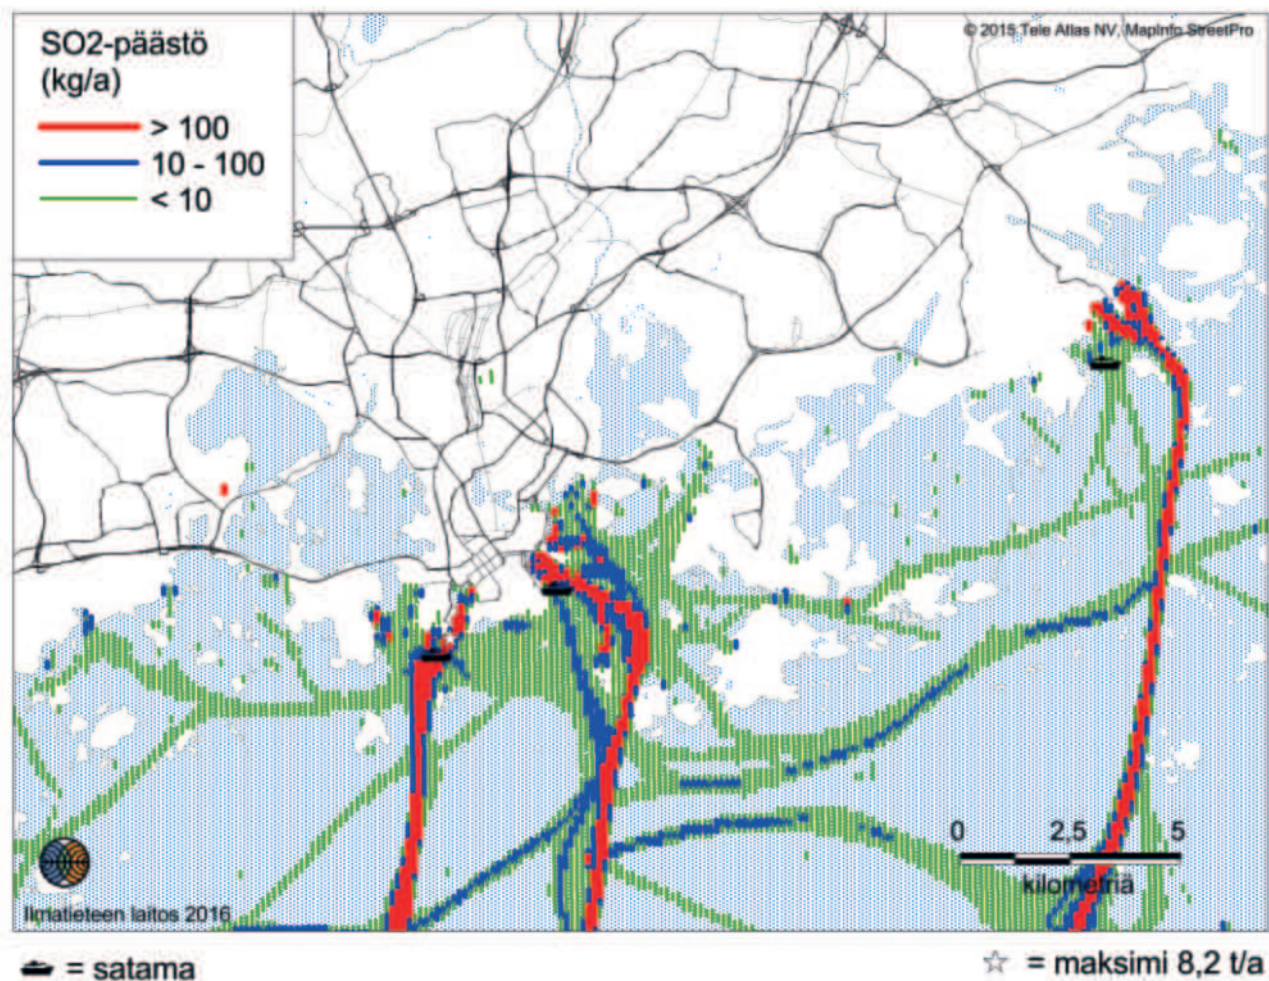 SO2-päästö
(kg/a)
> 100
10 - 100
< 10
© 2015 Tele Atlas NV, MapInfo StreetPro
0 2,5 5
kilometriä
Ilmatieteen laitos 2016
= satama
☆ = maksimi 8,2 t/a